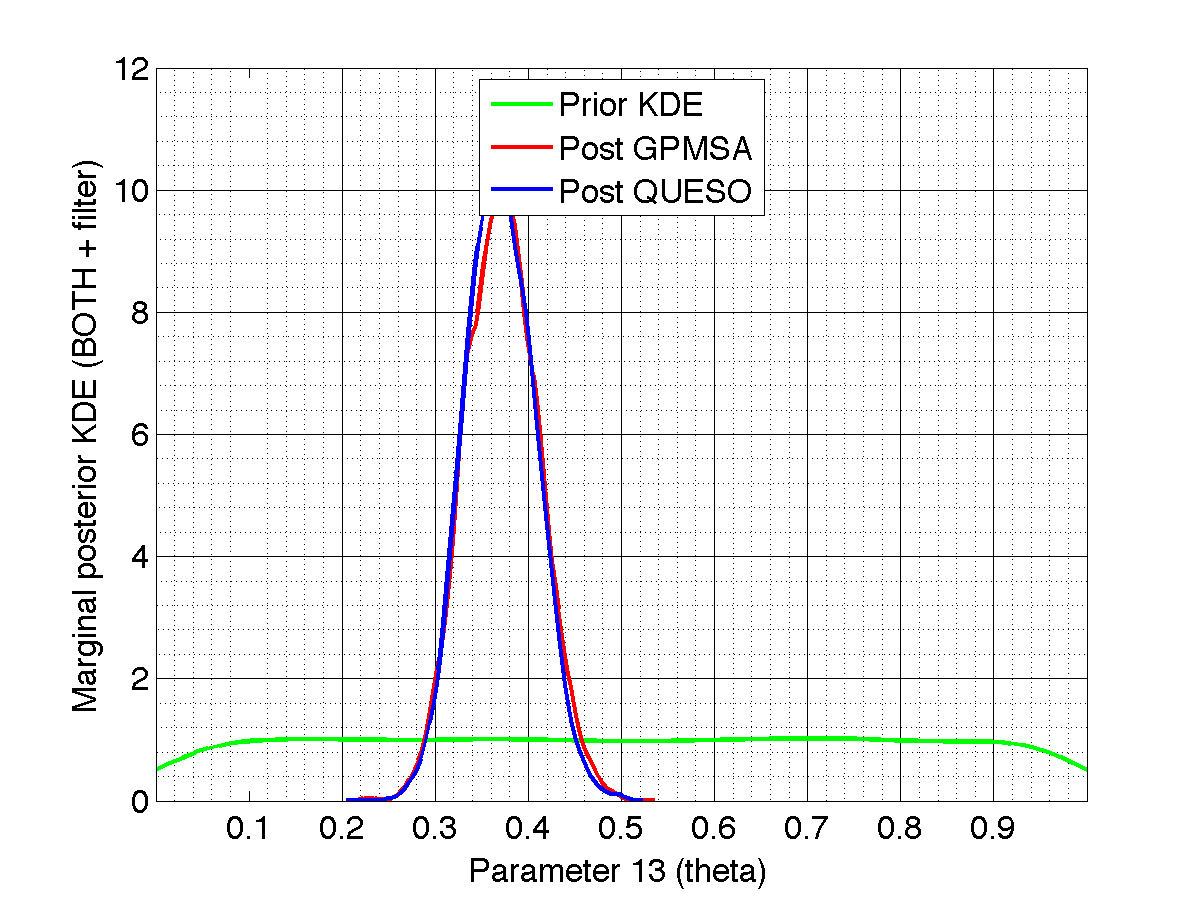 12
10
8
6
4
2
0
Marginal posterior KDE (BOTH + filter)
Prior KDE
Post GPMSA
Post QUESO
0.1 0.2 0.3 0.4 0.5 0.6 0.7 0.8 0.9
Parameter 13 (theta)